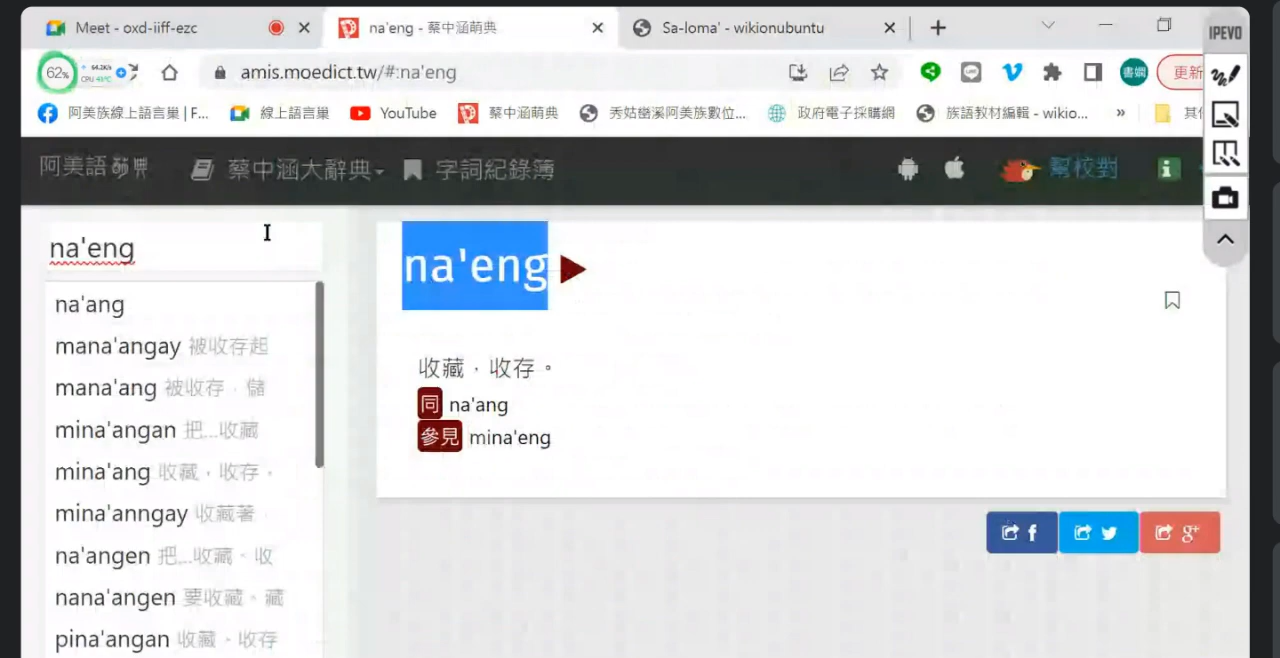 Meet - oxd-iiff-ezc
na'eng - 蔡中涵萌典
Sa-loma' - wikionubuntu
IPEVO
62%
amis.moedict.tw/#:na'eng
書嫻
更新
阿美族線上語言巢 | F...
線上語言巢
YouTube
蔡中涵萌典
秀姑巒溪阿美族數位...
政府電子採購網
族語教材編輯 - wikio...
»
其
阿美語萌典
蔡中涵大辭典
字詞紀錄簿
幫校對
na'eng
na'ang
mana'angay 被收存起
mana'ang 被收存，儲
mina'angan 把...收藏
mina'ang 收藏，收存，
mina'anngay 收藏著
na'angen 把...收藏、收
nana'angen 要收藏。藏
pina'angan 收藏、收存
na'eng
收藏，收存。
同 na'ang
參見 mina'eng